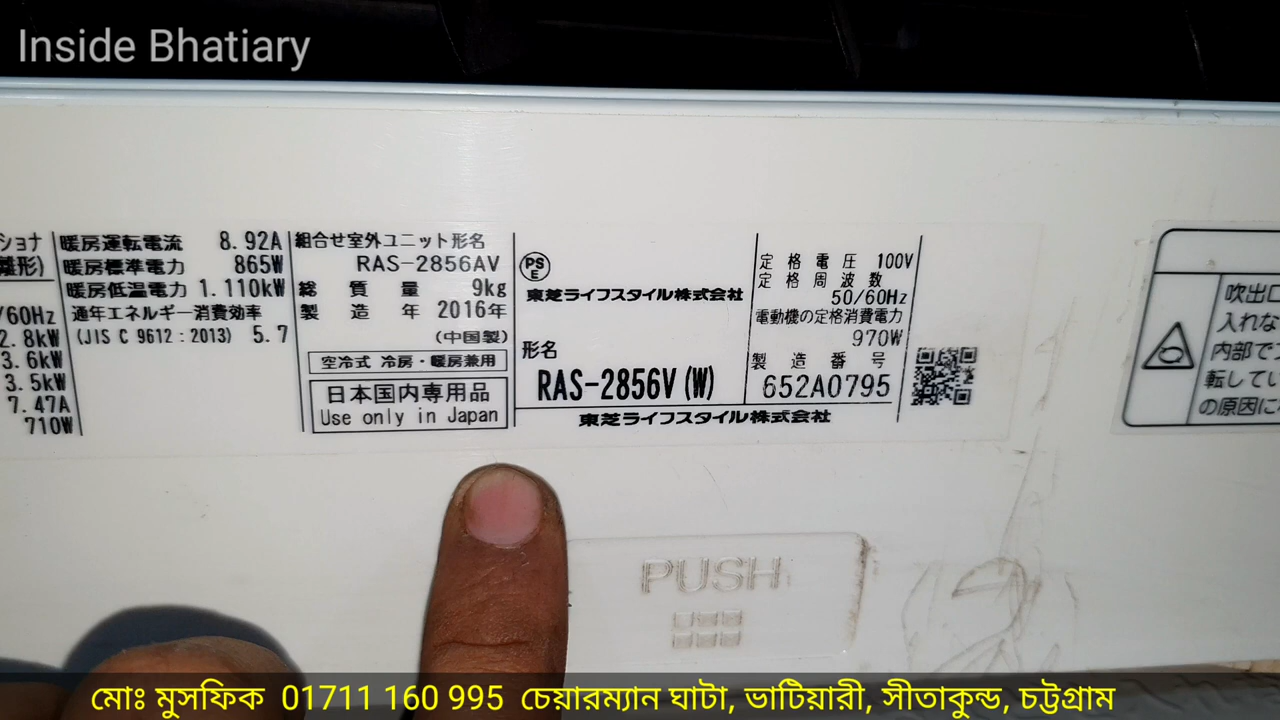 Inside Bhatiary
ショナ
離形)
/60Hz
2.8kW
3.6kW
3.5kW
7.47A
710W
暖房運転電流 8.92A
暖房標準電力 865W
暖房低温電力 1.110kW
通年エネルギー消費効率
(JIS C 9612:2013) 5.7
組合せ室外ユニット形名
RAS-2856AV
総質量 9kg
製造年 2016年
(中国製)
空冷式 冷房・暖房兼用
日本国内専用品
Use only in Japan
PS
E
東芝ライフスタイル株式会社
形名
RAS-2856V(W)
東芝ライフスタイル株式会社
定格電圧 100V
定格周波数
50/60Hz
電動機の定格消費電力
970W
製造番号
652A0795
吹出口
入れな
内部で
転してい
の原因に
PUSH
মোঃ মুসফিক 01711 160 995 চেয়ারম্যান ঘাটা, ভাটিয়ারী, সীতাকুন্ড, চট্টগ্রাম